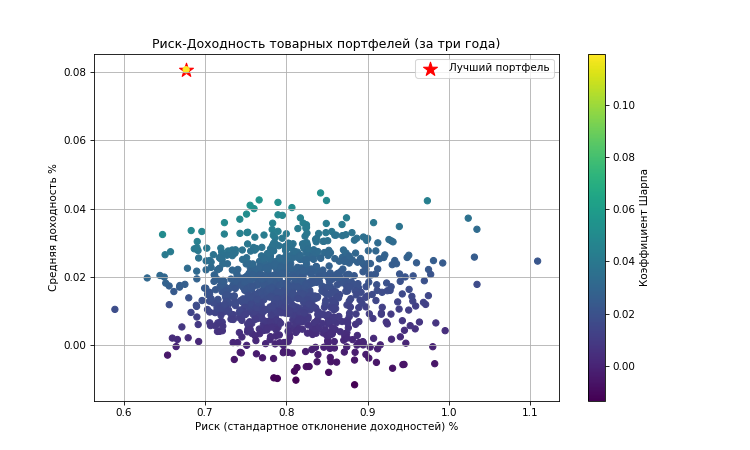 Риск-Доходность товарных портфелей (за три года)
Лучший портфель
Средняя доходность %
0.08
0.06
0.04
0.02
0.00
0.6 0.7 0.8 0.9 1.0 1.1
Риск (стандартное отклонение доходностей) %
0.10
0.08
0.06
0.04
0.02
0.00
Коэффициент Шарпа